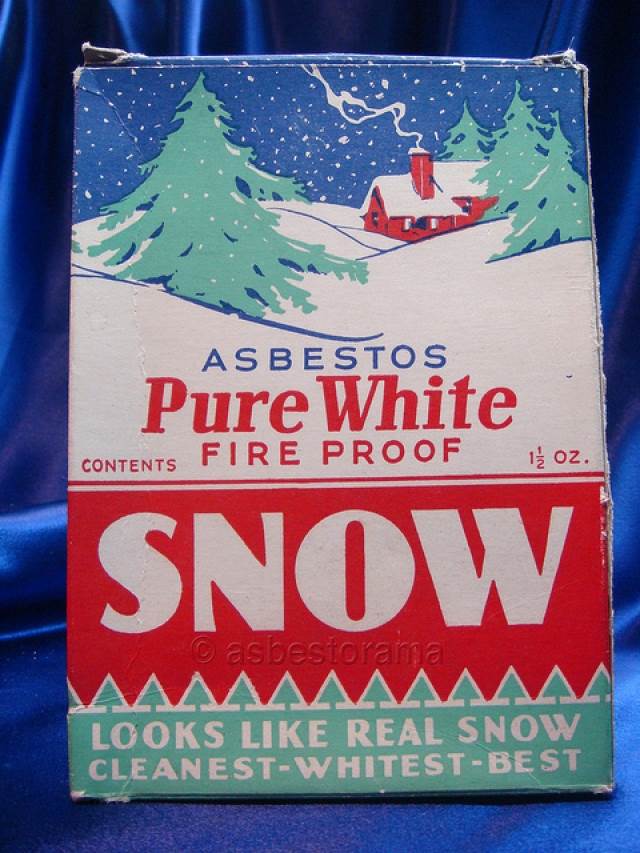 ASBESTOS
Pure White
FIRE PROOF
CONTENTS 1½ OZ.
SNOW
© asbestorama
LOOKS LIKE REAL SNOW
CLEANEST-WHITEST-BEST